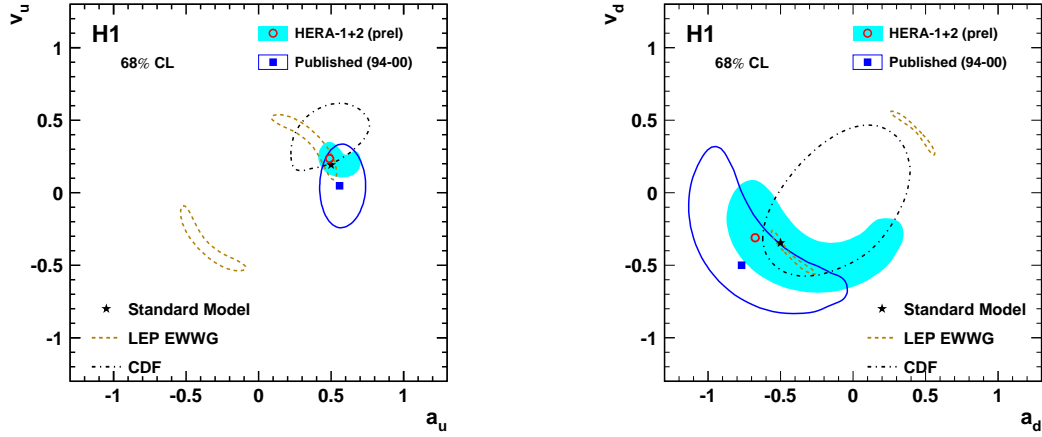 v_u
H1
HERA-1+2 (prel)
68% CL
Published (94-00)
1
0.5
0
-0.5
-1
Standard Model
LEP EWWG
CDF
-1
-0.5
0
0.5
1
a_u
v_d
H1
HERA-1+2 (prel)
68% CL
Published (94-00)
1
0.5
0
-0.5
-1
Standard Model
LEP EWWG
CDF
-1
-0.5
0
0.5
1
a_d